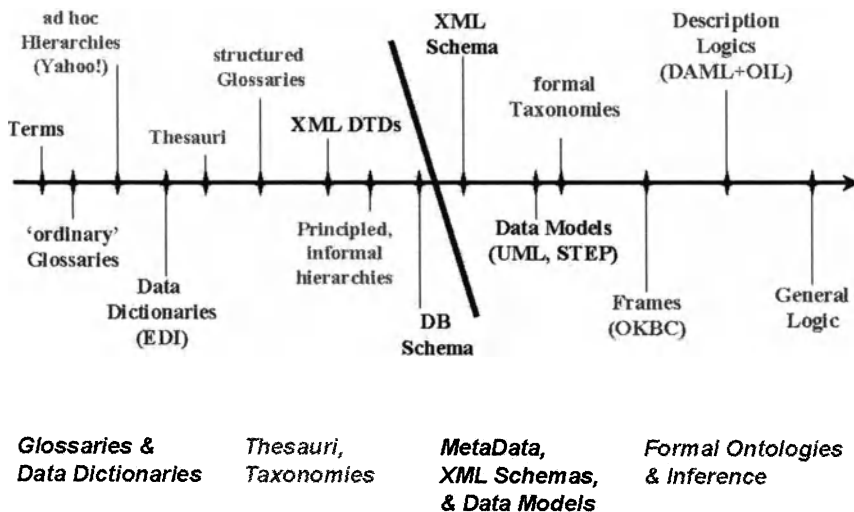 ad hoc
Hierarchies
(Yahoo!)
structured
Glossaries
XML
Schema
Description
Logics
(DAML+OIL)
formal
Taxonomies
Terms
Thesauri
XML DTDs
'ordinary'
Glossaries
Data
Dictionaries
(EDI)
Principled,
informal
hierarchies
DB
Schema
Data Models
(UML, STEP)
Frames
(OKBC)
General
Logic
Glossaries &
Data Dictionaries
Thesauri,
Taxonomies
MetaData,
XML Schemas,
& Data Models
Formal Ontologies
& Inference